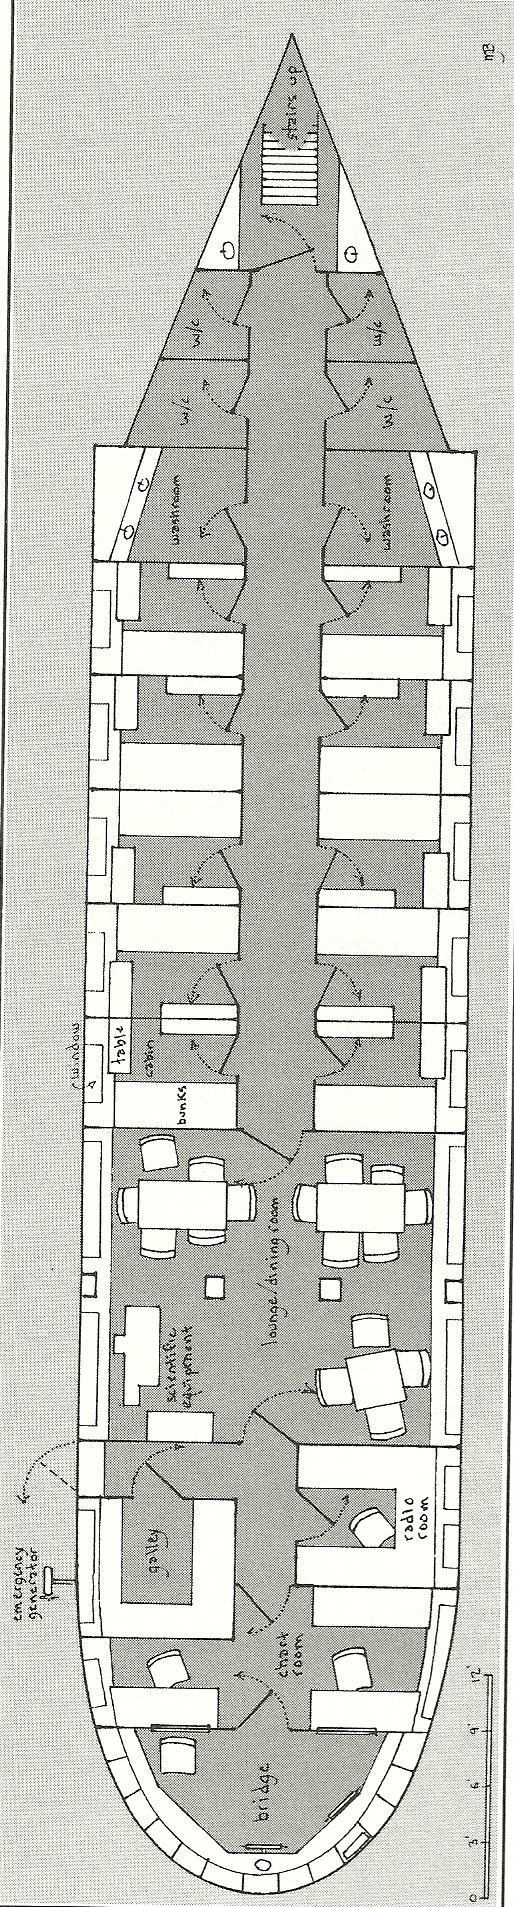 mB
stairs up
w/c
w/c
w/c
w/c
washroom
washroom
window
table
cabin
bunks
lounge/dining room
scientific
equipment
galley
radio
room
emergency
generator
chart
room
bridge
0 3' 6 9' 12'